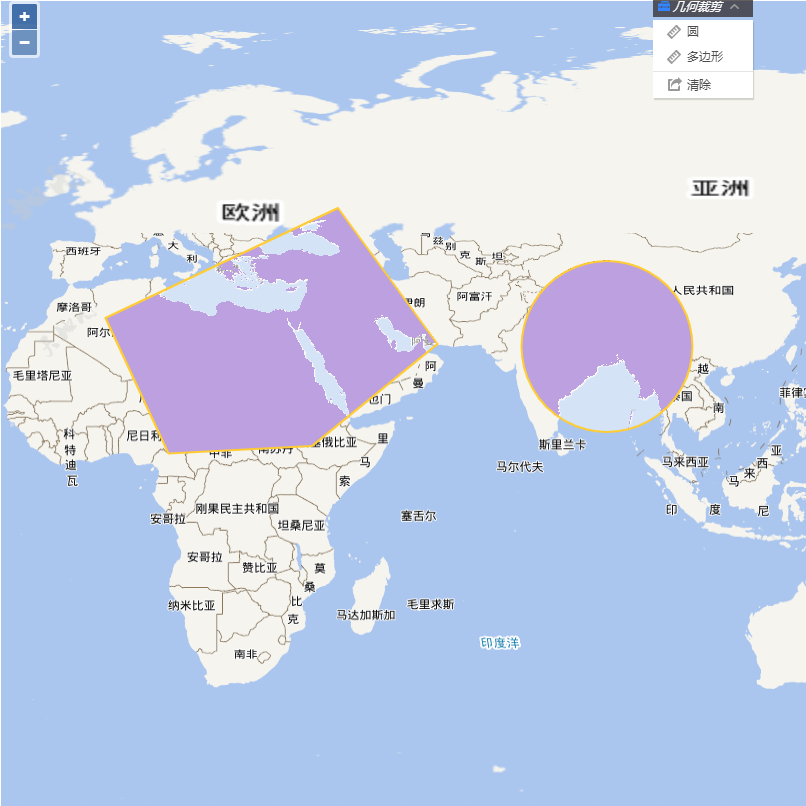 +
几何裁剪
−
圆
多边形
清除
亚洲
欧洲
大
利
西班牙
兹别
克
斯
坦
人民共和国
阿富汗
伊朗
摩洛哥
阿尔
越
阿
曼
毛里塔尼亚
也门
泰国
南
菲律宾
科
特
迪
瓦
尼日利
中非
南苏丹
埃俄比亚
里
马
索
斯里兰卡
马来西亚
马
来
西
亚
马尔代夫
印
度
尼
刚果民主共和国
安哥拉
坦桑尼亚
塞舌尔
安哥拉
赞比亚
莫
桑
比
克
纳米比亚
马达加斯加
毛里求斯
印度洋
南非